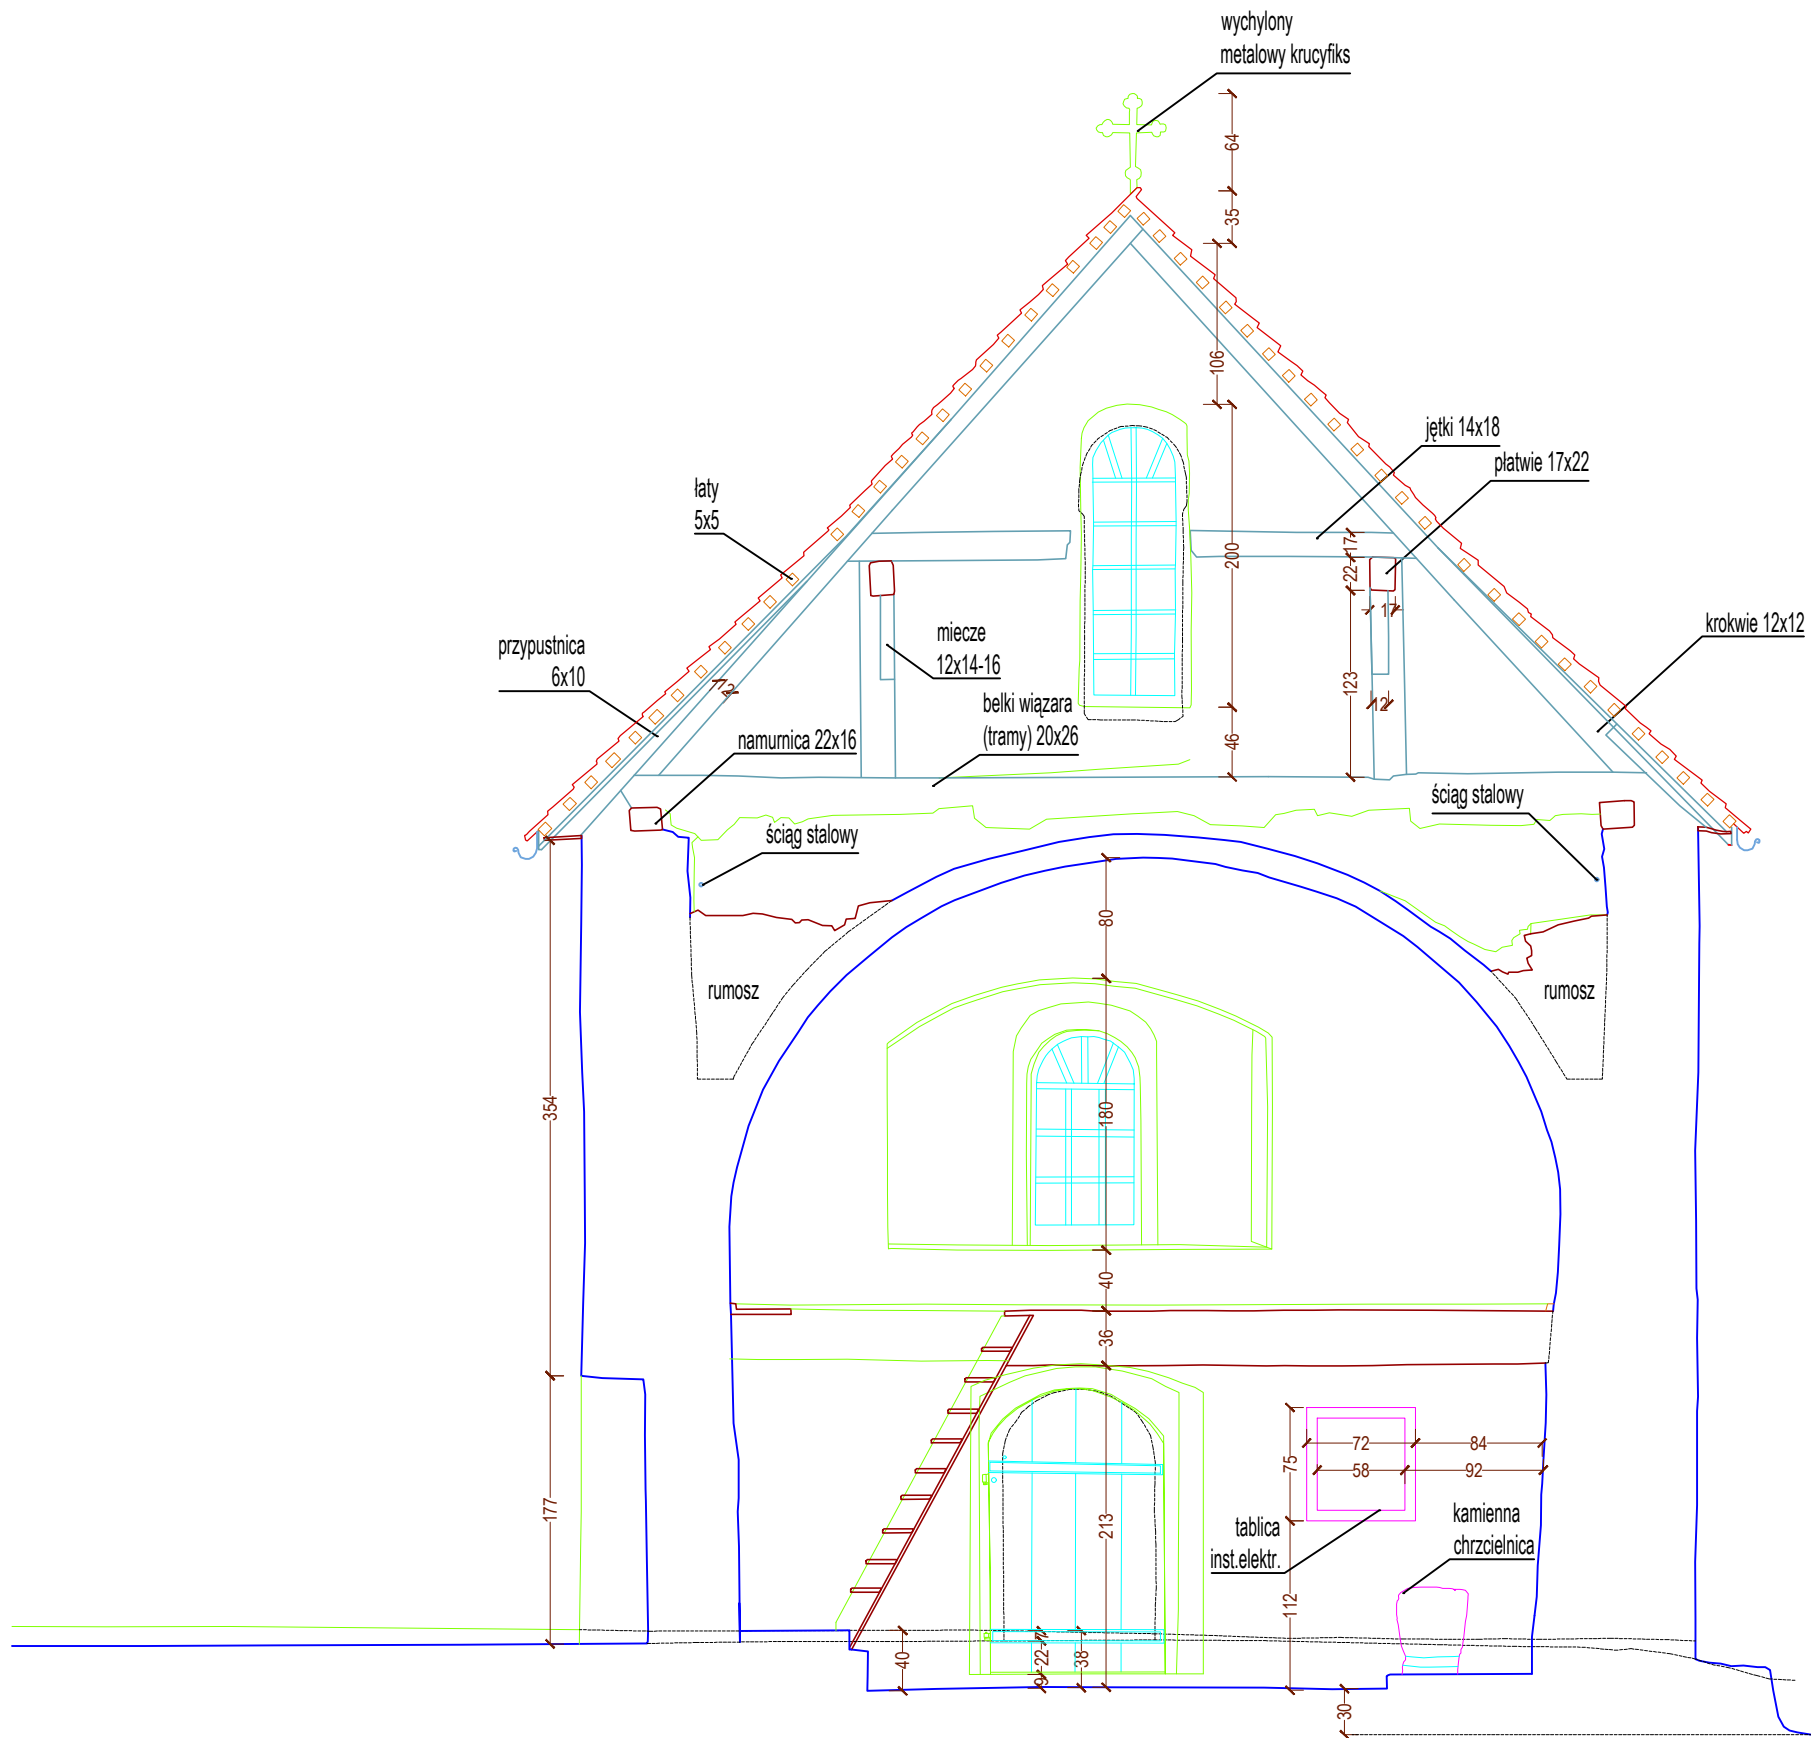 wychylony
metalowy krucyfiks
64
35
106
jętki 14x18
płatwie 17x22
łaty
5x5
200
17
22
17
krokwie 12x12
miecze
12x14-16
przypustnica
6x10
12
123
12
belki wiązara
(tramy) 20x26
namurnica 22x16
46
ściąg stalowy
ściąg stalowy
80
rumosz
rumosz
354
180
40
36
72
84
75
58
92
177
213
tablica
inst.elektr.
kamienna
chrzcielnica
112
40
7
22
9
38
30